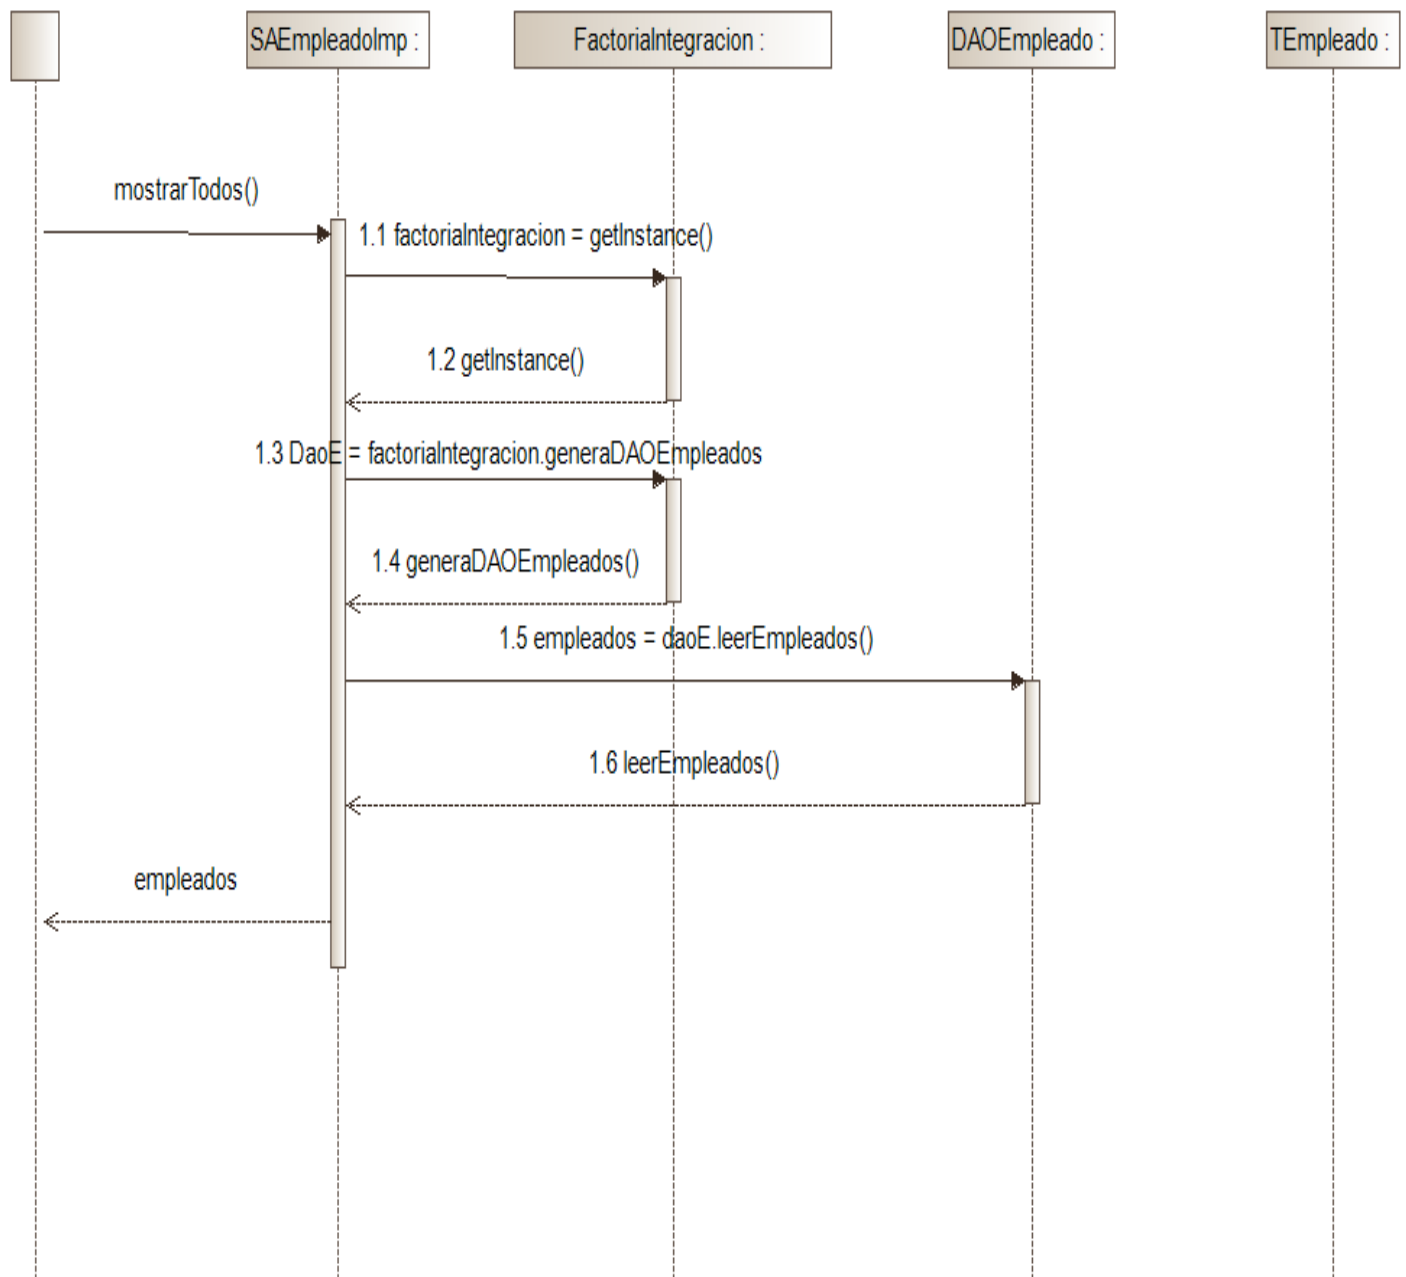 SAEmpleadoImp :
FactoriaIntegracion :
DAOEmpleado :
TEmpleado :
mostrarTodos()
1.1 factoriaIntegracion = getInstance()
1.2 getInstance()
1.3 DaoE = factoriaIntegracion.generaDAOEmpleados
1.4 generaDAOEmpleados()
1.5 empleados = daoE.leerEmpleados()
1.6 leerEmpleados()
empleados